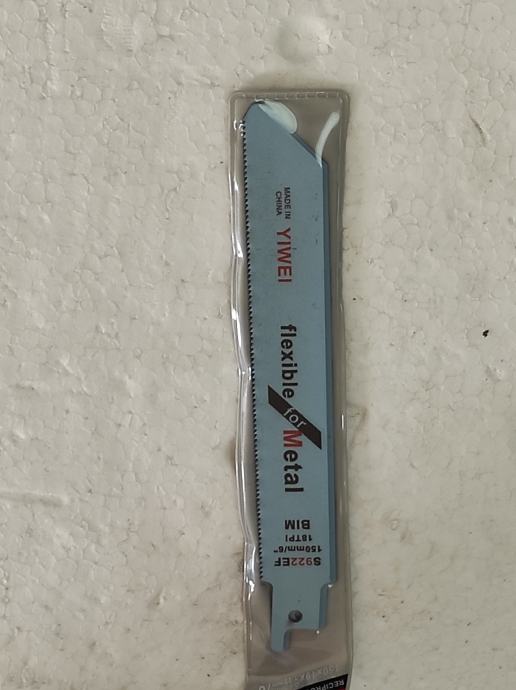 MADE IN
CHINA
YIWEI
flexible
for
Metal
S922EF
150mm/6"
18TPI
BIM